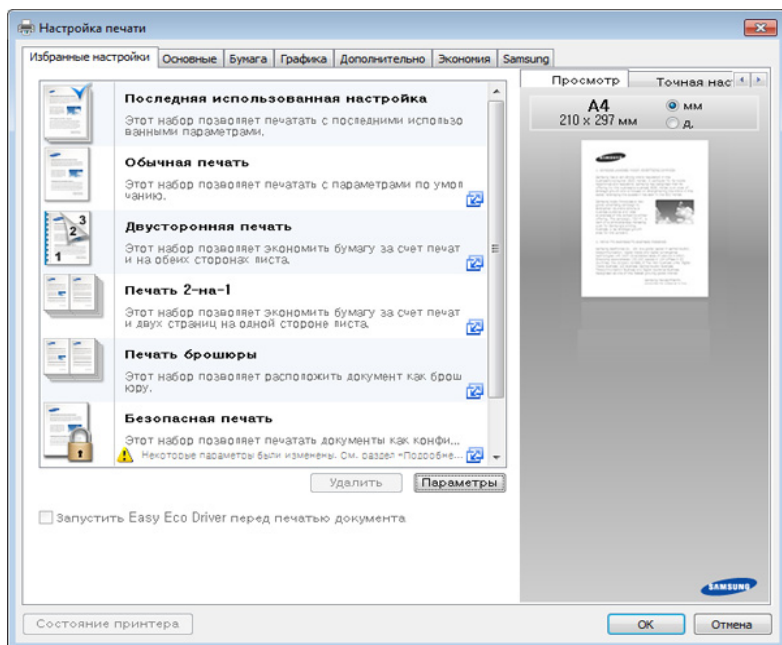 Настройка печати
Избранные настройки Основные Бумага Графика Дополнительно Экономия Samsung
Последняя использованная настройка
Этот набор позволяет печатать с последними использо
ванными параметрами.
Обычная печать
Этот набор позволяет печатать с параметрами по умол
чанию.
Двусторонняя печать
Этот набор позволяет экономить бумагу за счет печат
и на обеих сторонах листа.
Печать 2-на-1
Этот набор позволяет экономить бумагу за счет печат
и двух страниц на одной стороне листа.
Печать брошюры
Этот набор позволяет расположить документ как брош
юру.
Безопасная печать
Этот набор позволяет печатать документы как конфи...
Некоторые параметры были изменены. См. раздел «Подробне...
Удалить Параметры
Запустить Easy Eco Driver перед печатью документа
Просмотр Точная нас
A4
210 x 297 мм
мм
д.
SAMSUNG
SAMSUNG
Состояние принтера
OK Отмена